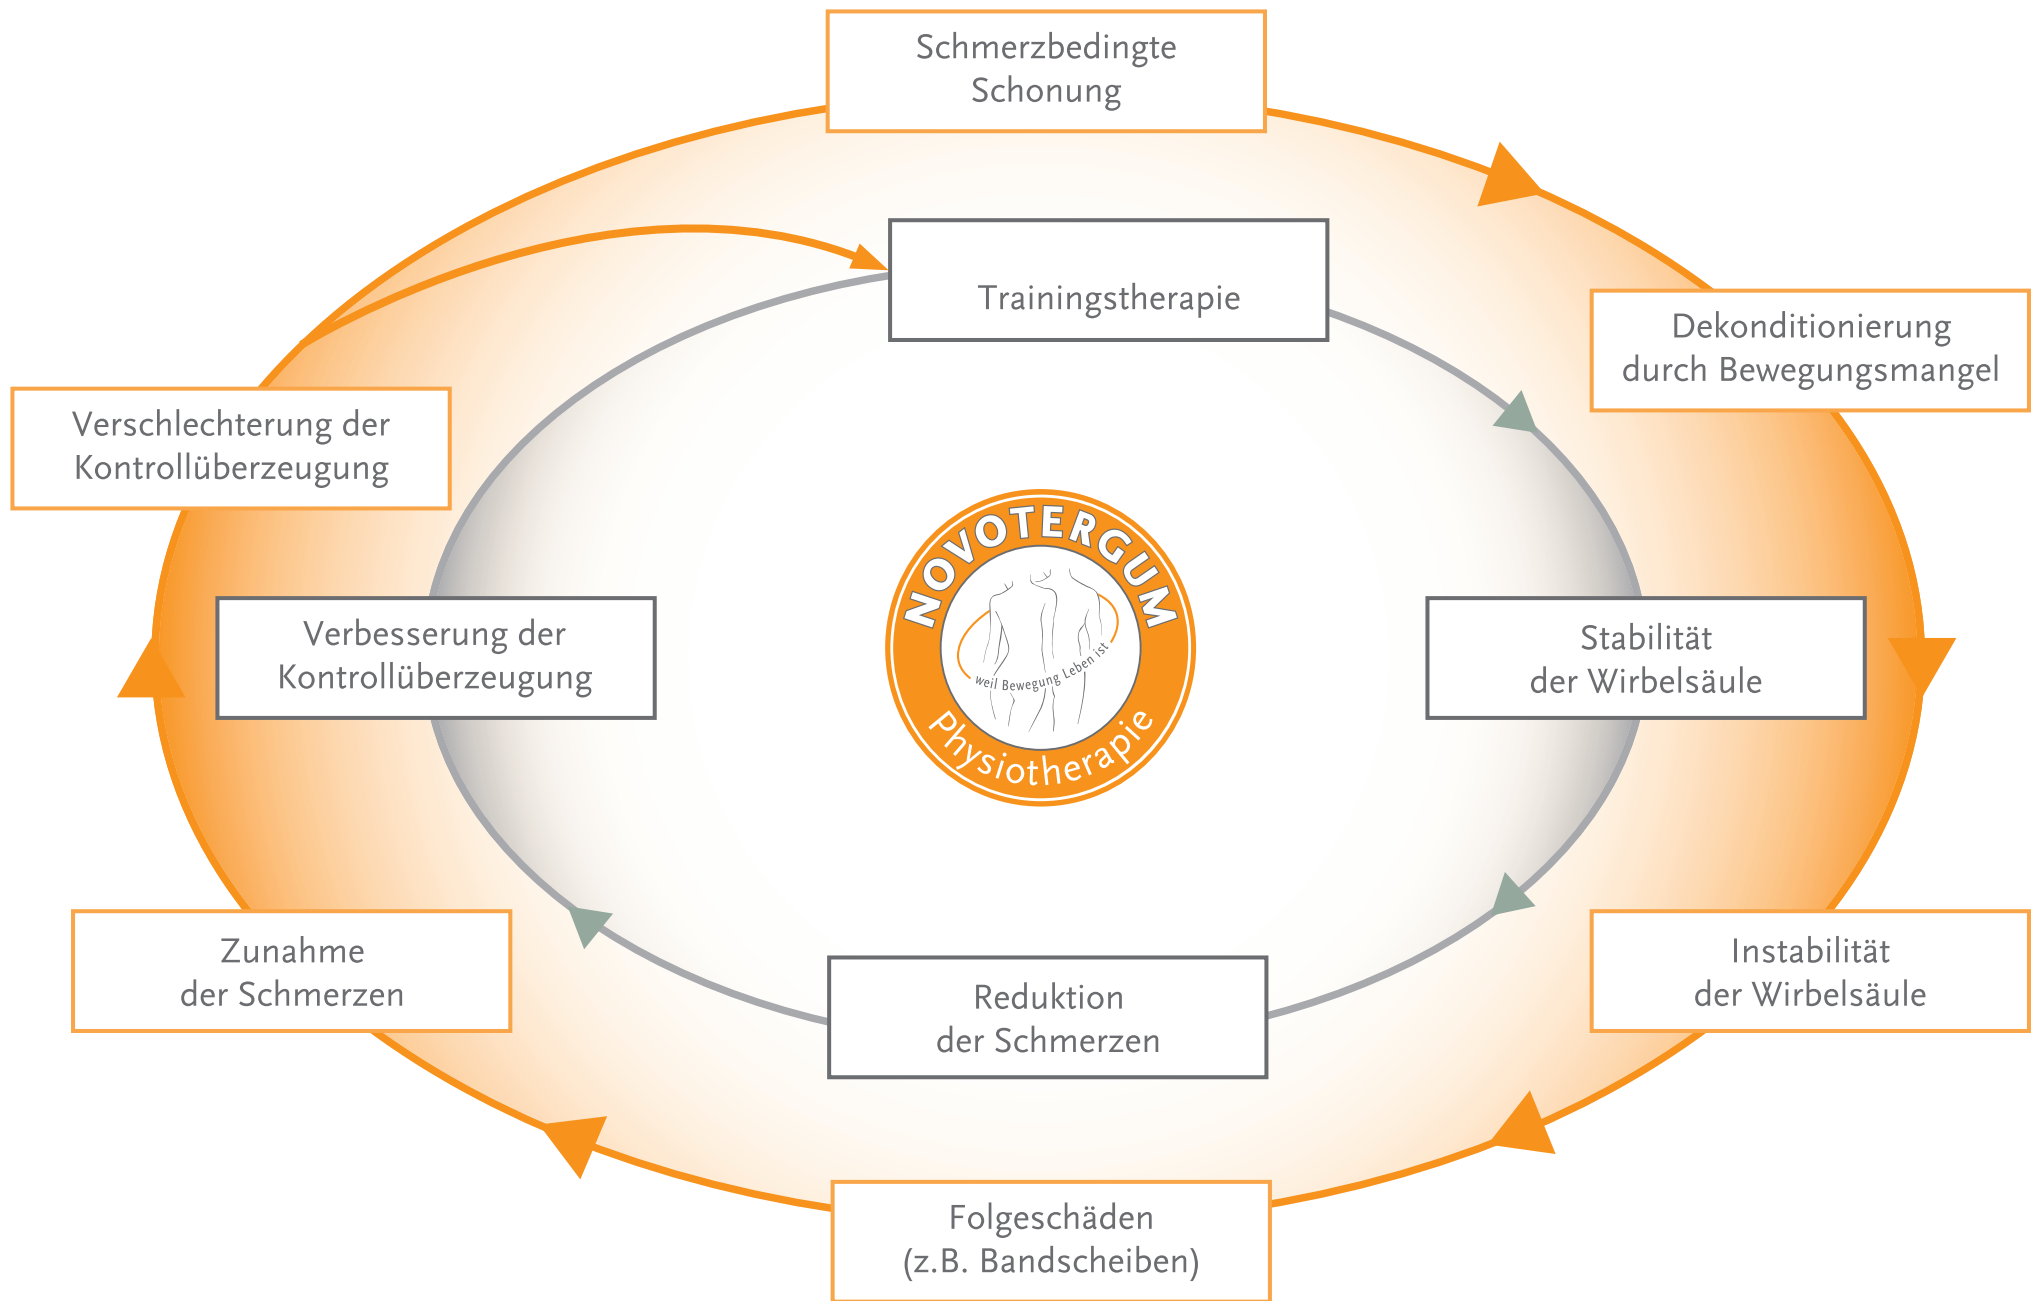 Schmerzbedingte
Schonung
Trainingstherapie
Dekonditionierung
durch Bewegungsmangel
Verschlechterung der
Kontrollüberzeugung
NOVOTERGUM
weil Bewegung Leben ist
Physiotherapie
Verbesserung der
Kontrollüberzeugung
Stabilität
der Wirbelsäule
Zunahme
der Schmerzen
Reduktion
der Schmerzen
Instabilität
der Wirbelsäule
Folgeschäden
(z.B. Bandscheiben)